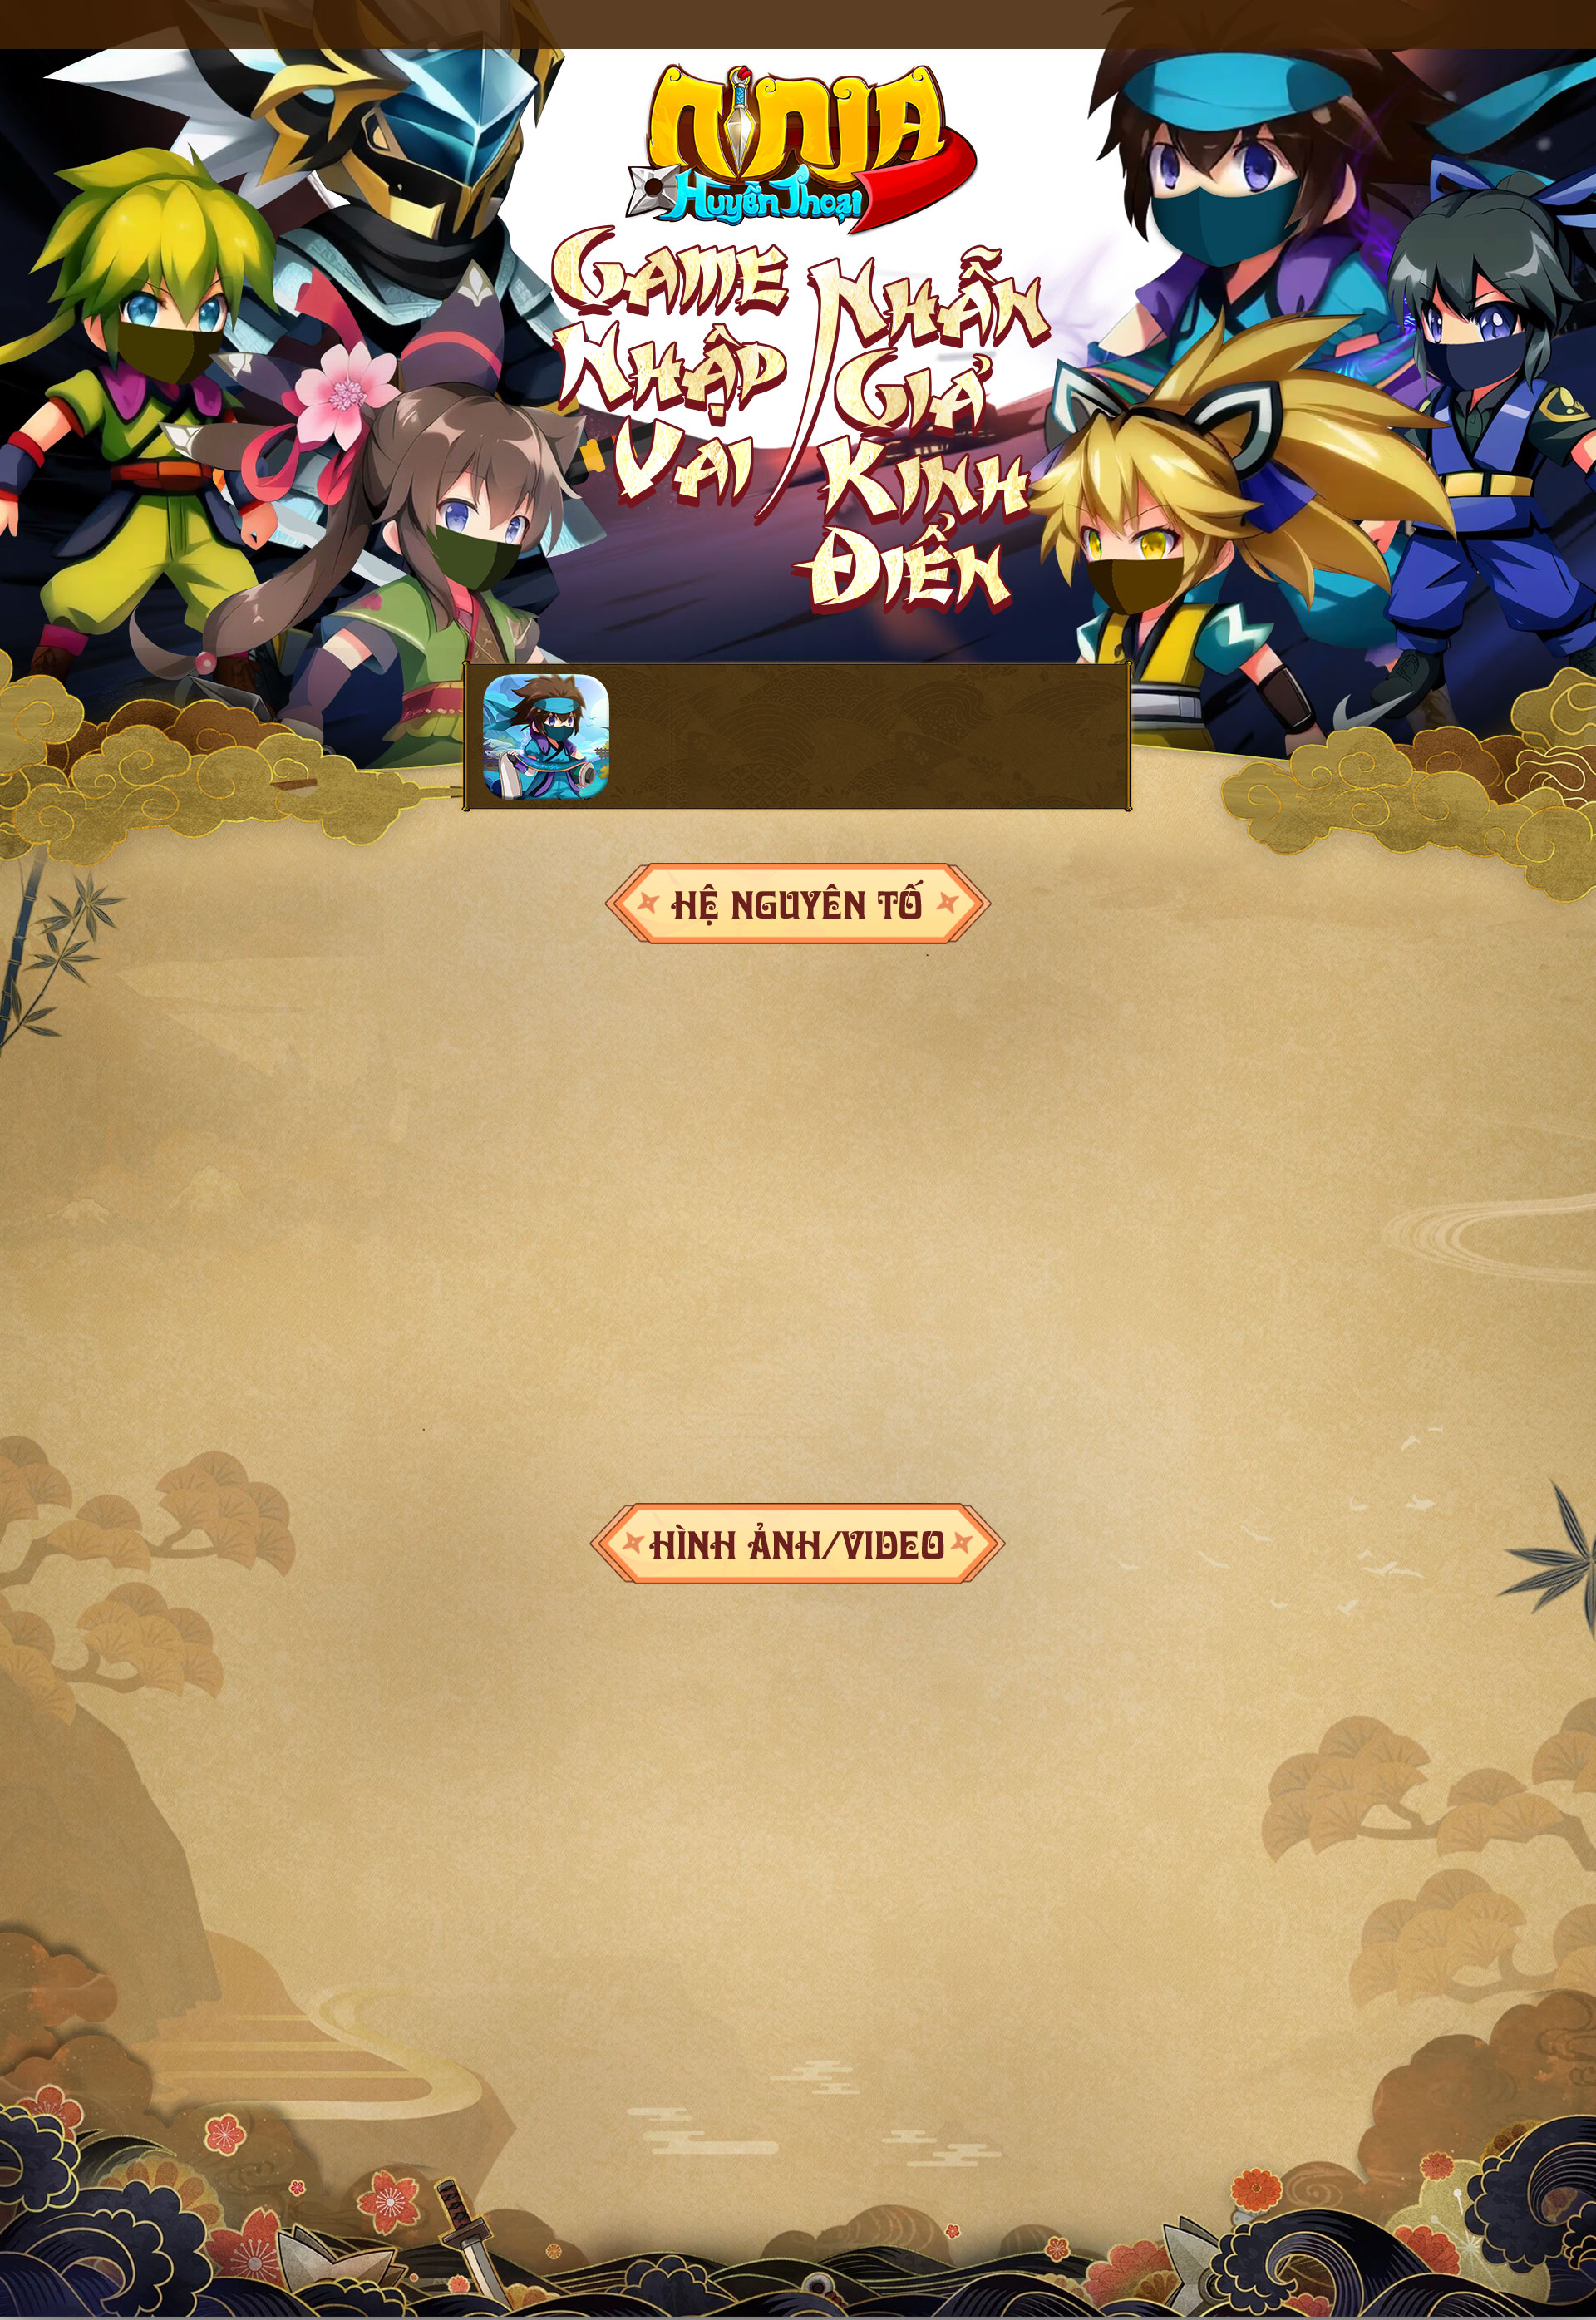 NINJA
Huyền Thoại
GAME
NHẬP
VAI
NHẪN
GIẢ
KINH
ĐIỂN
HỆ NGUYÊN TỐ
HÌNH ẢNH/VIDEO